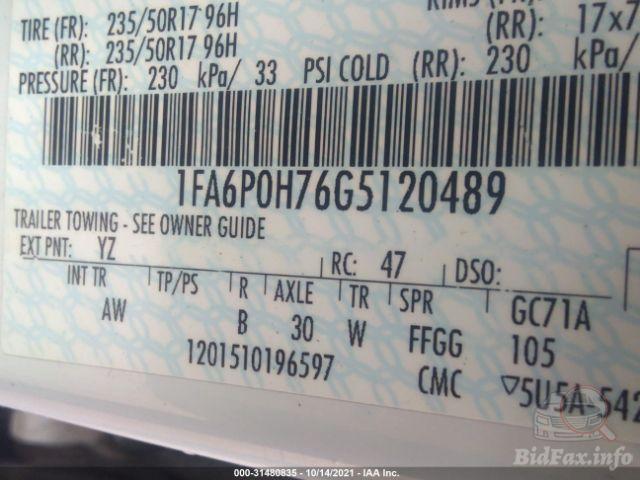 TIRE (FR): 235/50R17 96H
(RR): 235/50R17 96H
(RR): 17x7
PRESSURE (FR): 230 kPa/ 33 PSI COLD (RR): 230 kPa/
1FA6P0H76G5120489
TRAILER TOWING - SEE OWNER GUIDE
EXT PNT: YZ RC: 47 DSO:
INT TR TP/PS R AXLE TR SPR GC71A
AW B 30 W FFGG 105
1201510196597 CMC ▽5U5A-542
BidFax.info
000-31480835 - 10/14/2021 - IAA Inc.